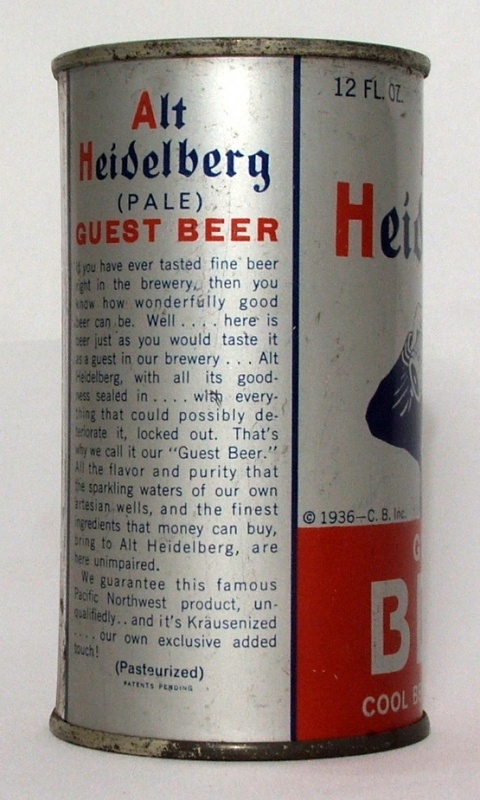 Alt
Heidelberg
(PALE)
GUEST BEER
If you have ever tasted fine beer
right in the brewery, then you
know how wonderfully good
beer can be. Well . . . . here is
beer just as you would taste it
as a guest in our brewery . . . Alt
Heidelberg, with all its good-
ness sealed in . . . . with every-
thing that could possibly de-
teriorate it, locked out. That's
why we call it our "Guest Beer."
All the flavor and purity that
the sparkling waters of our own
artesian wells, and the finest
ingredients that money can buy,
bring to Alt Heidelberg, are
here unimpaired.
We guarantee this famous
Pacific Northwest product, un-
qualifiedly . . and it's Kräusenized
. . . . our own exclusive added
touch!
(Pasteurized)
PATENTS PENDING
12 FL. OZ.
Hei
© 1936-C. B. Inc.
G
B
COOL B